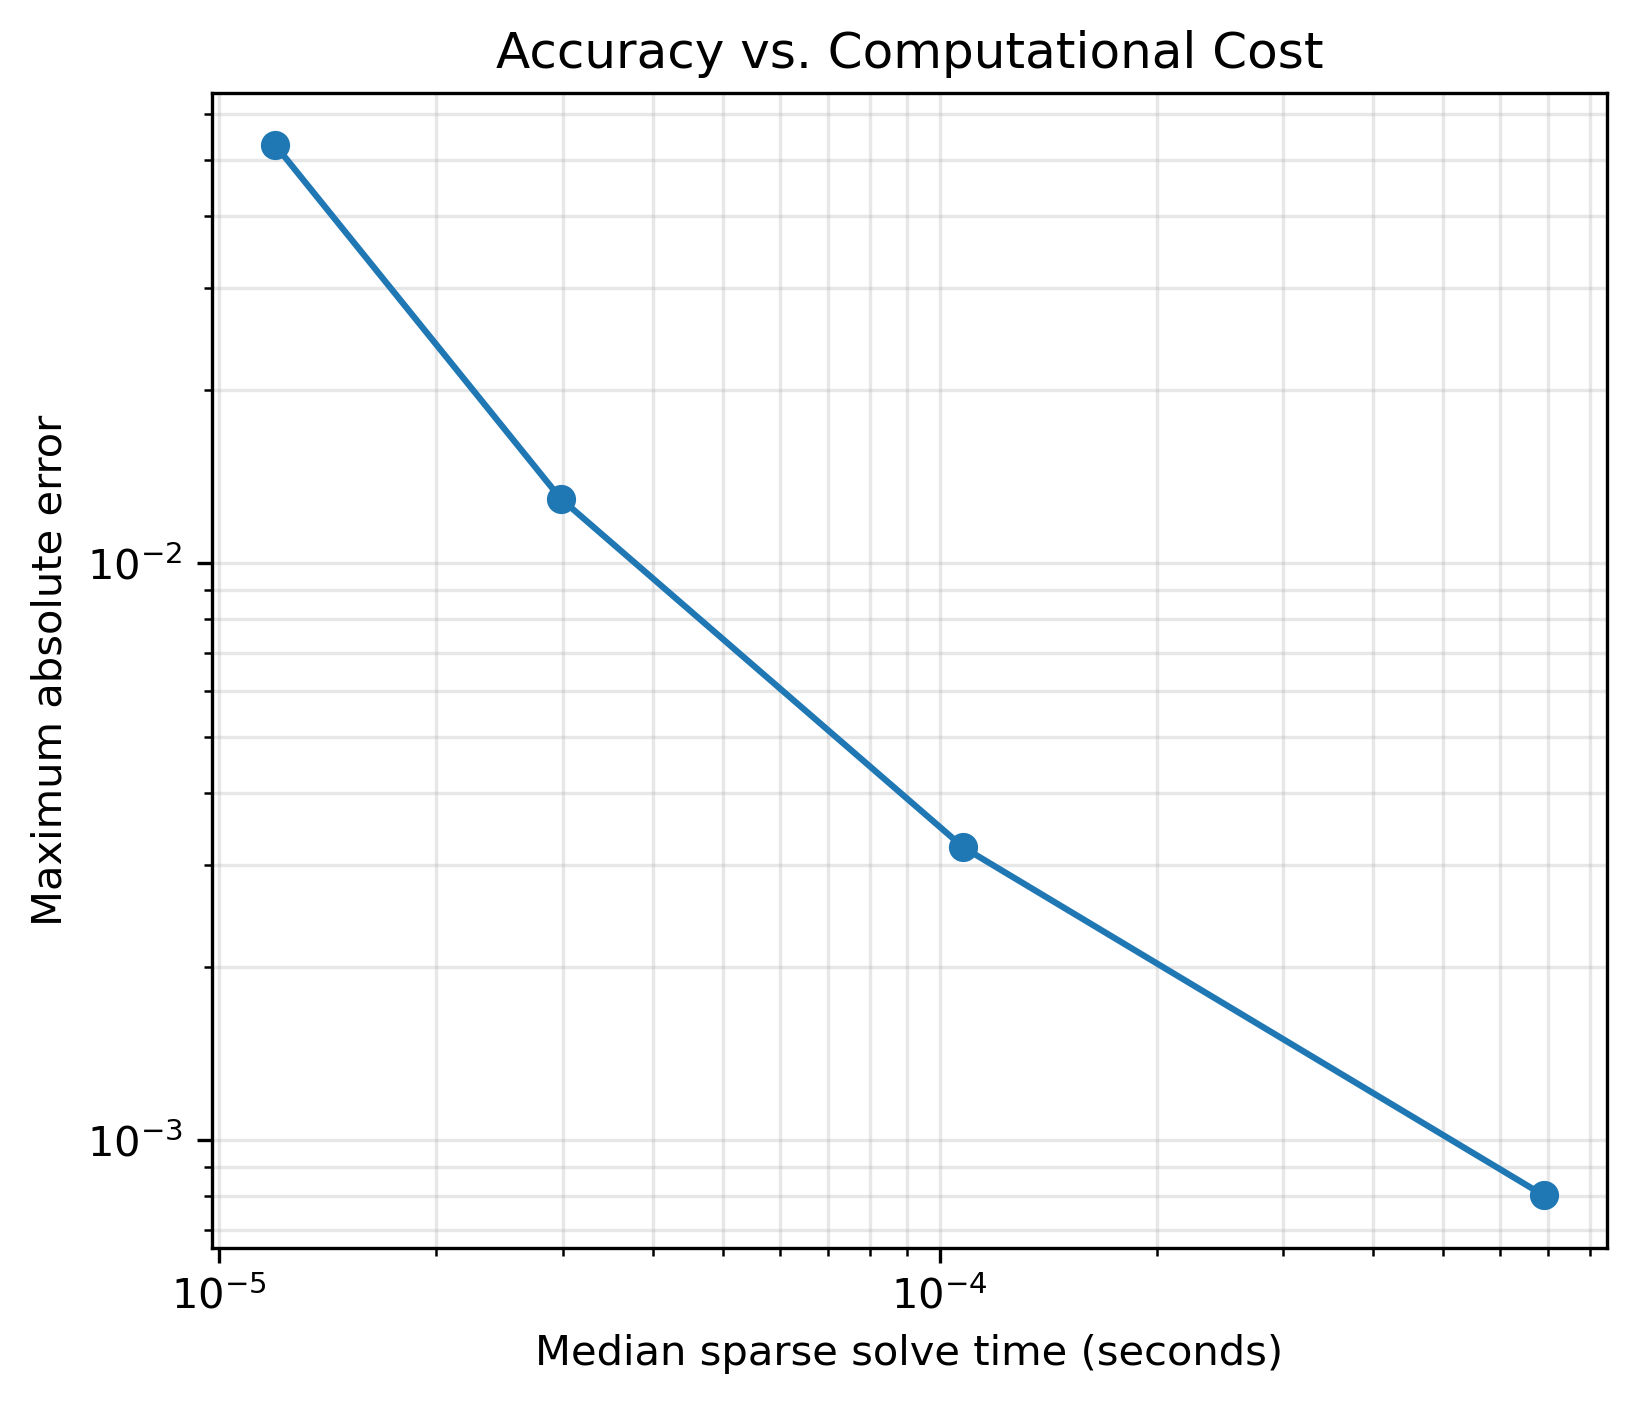 Accuracy vs. Computational Cost
Maximum absolute error
10⁻²
10⁻³
10⁻⁵
10⁻⁴
Median sparse solve time (seconds)